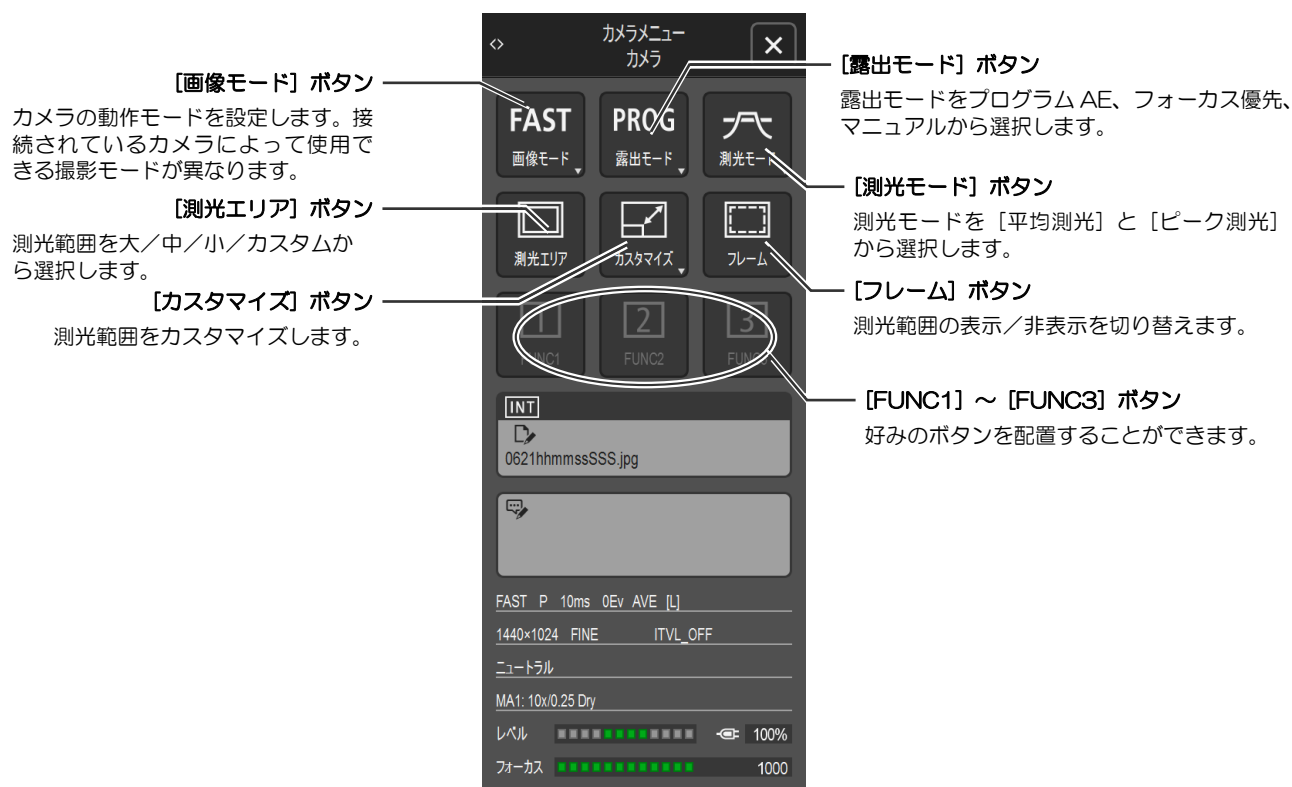 カメラメニュー
カメラ
[画像モード] ボタン
カメラの動作モードを設定します。接
続されているカメラによって使用で
きる撮影モードが異なります。
[測光エリア] ボタン
測光範囲を大／中／小／カスタムか
ら選択します。
[カスタマイズ] ボタン
測光範囲をカスタマイズします。
FAST
画像モード
PROG
露出モード
測光モード
測光エリア
カスタマイズ
フレーム
1
FUNC1
2
FUNC2
3
FUNC3
INT
0621hhmmssSSS.jpg
FAST P 10ms 0Ev AVE [L]
1440×1024 FINE ITVL_OFF
ニュートラル
MA1: 10x/0.25 Dry
レベル 100%
フォーカス 1000
[露出モード] ボタン
露出モードをプログラム AE、フォーカス優先、
マニュアルから選択します。
[測光モード] ボタン
測光モードを［平均測光］と［ピーク測光］
から選択します。
[フレーム] ボタン
測光範囲の表示／非表示を切り替えます。
[FUNC1] ～ [FUNC3] ボタン
好みのボタンを配置することができます。